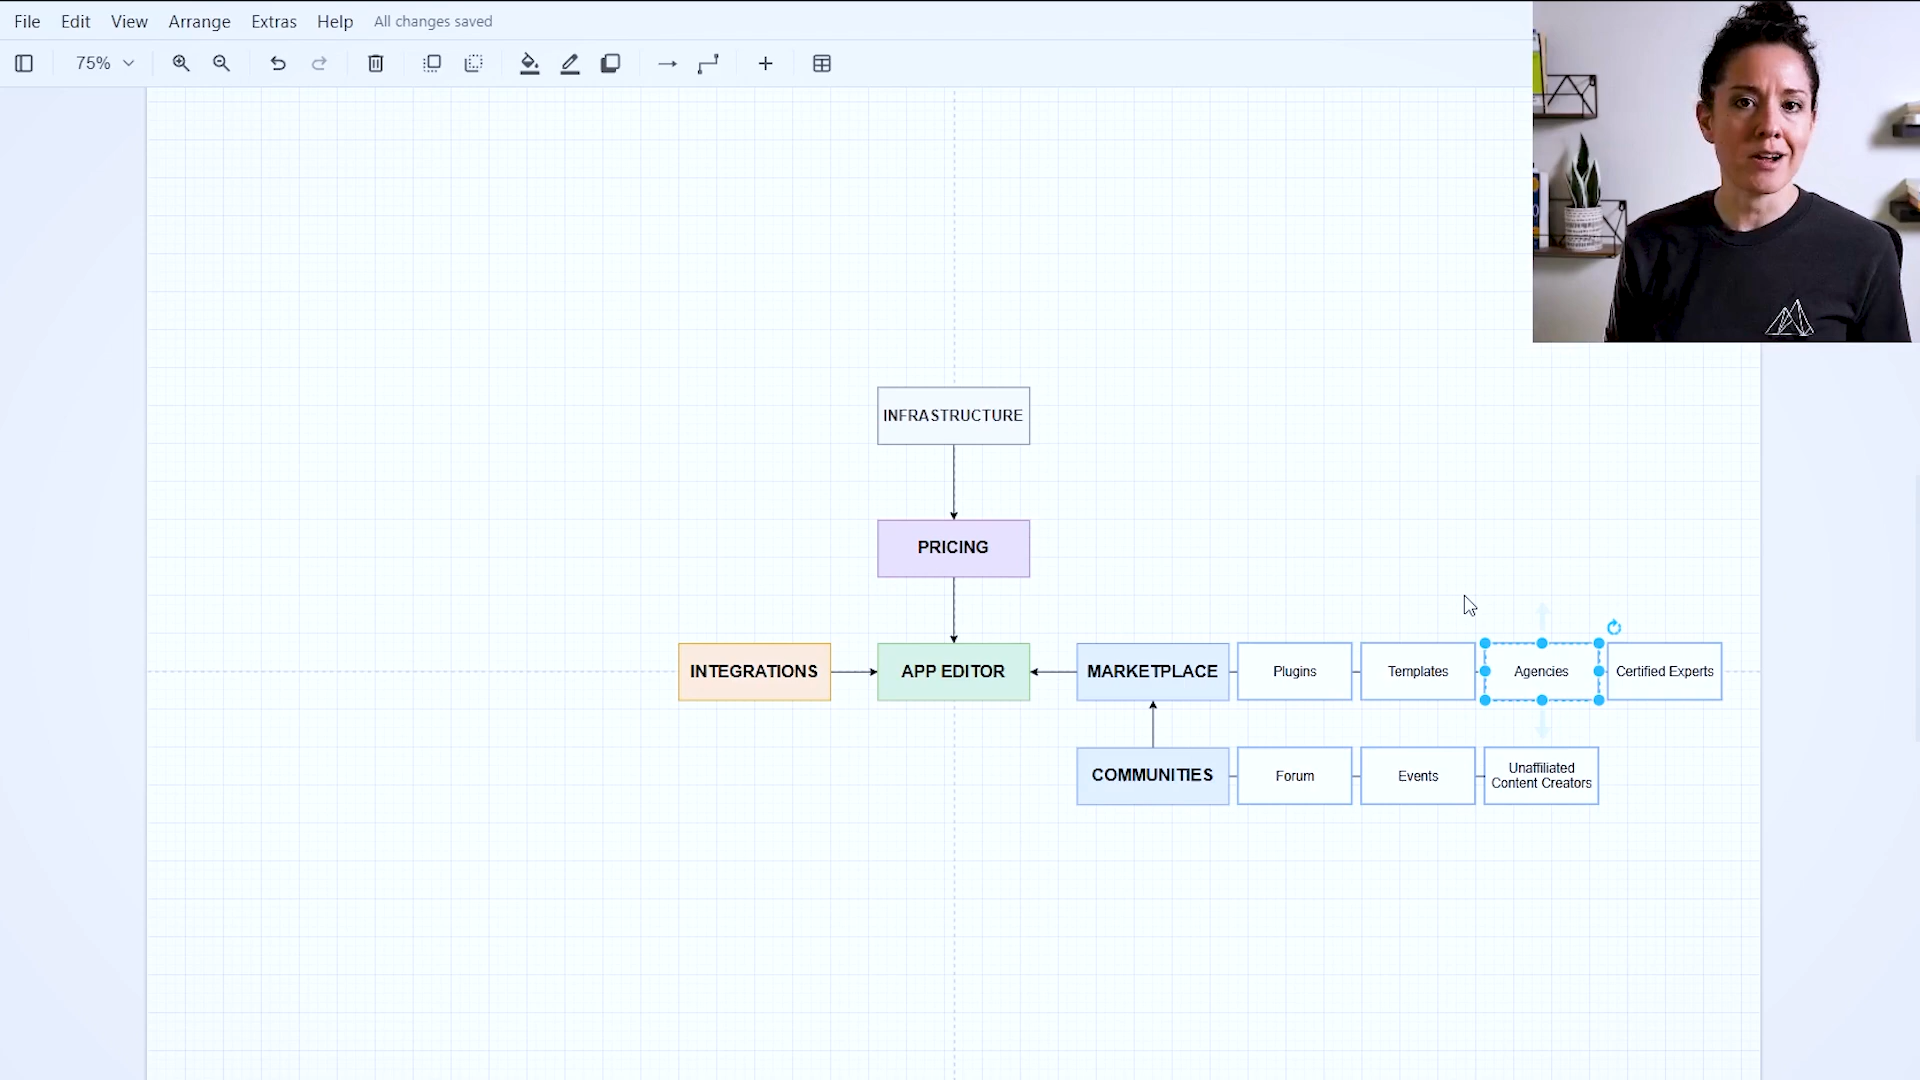 File Edit View Arrange Extras Help All changes saved
75%
INFRASTRUCTURE
PRICING
INTEGRATIONS
APP EDITOR
MARKETPLACE
Plugins
Templates
Agencies
Certified Experts
COMMUNITIES
Forum
Events
Unaffiliated
Content Creators